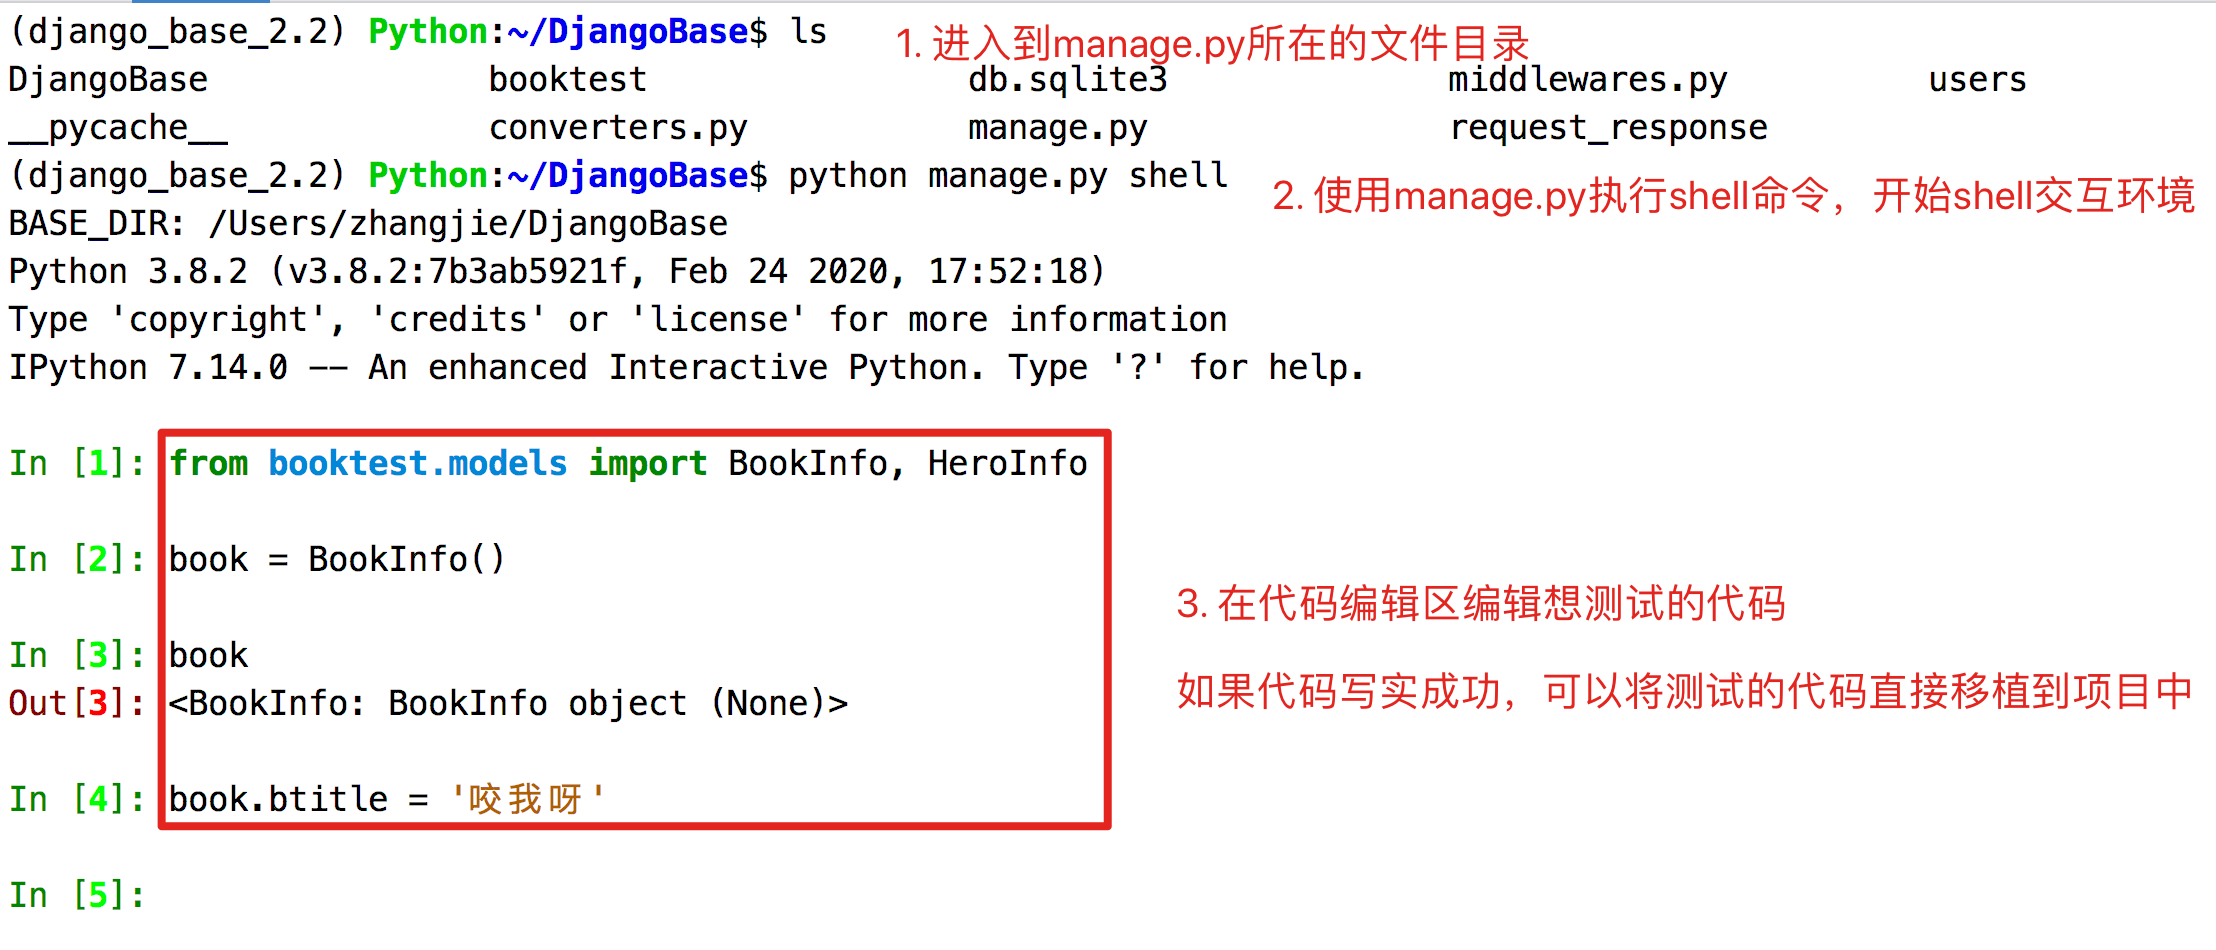 (django_base_2.2) Python:~/DjangoBase$ ls
1. 进入到manage.py所在的文件目录
DjangoBase booktest db.sqlite3 middlewares.py users
__pycache__ converters.py manage.py request_response
(django_base_2.2) Python:~/DjangoBase$ python manage.py shell
2. 使用manage.py执行shell命令，开始shell交互环境
BASE_DIR: /Users/zhangjie/DjangoBase
Python 3.8.2 (v3.8.2:7b3ab5921f, Feb 24 2020, 17:52:18)
Type 'copyright', 'credits' or 'license' for more information
IPython 7.14.0 -- An enhanced Interactive Python. Type '?' for help.
In [1]: from booktest.models import BookInfo, HeroInfo
In [2]: book = BookInfo()
3. 在代码编辑区编辑想测试的代码
In [3]: book
如果代码写实成功，可以将测试的代码直接移植到项目中
Out[3]: <BookInfo: BookInfo object (None)>
In [4]: book.btitle = '咬我呀'
In [5]: